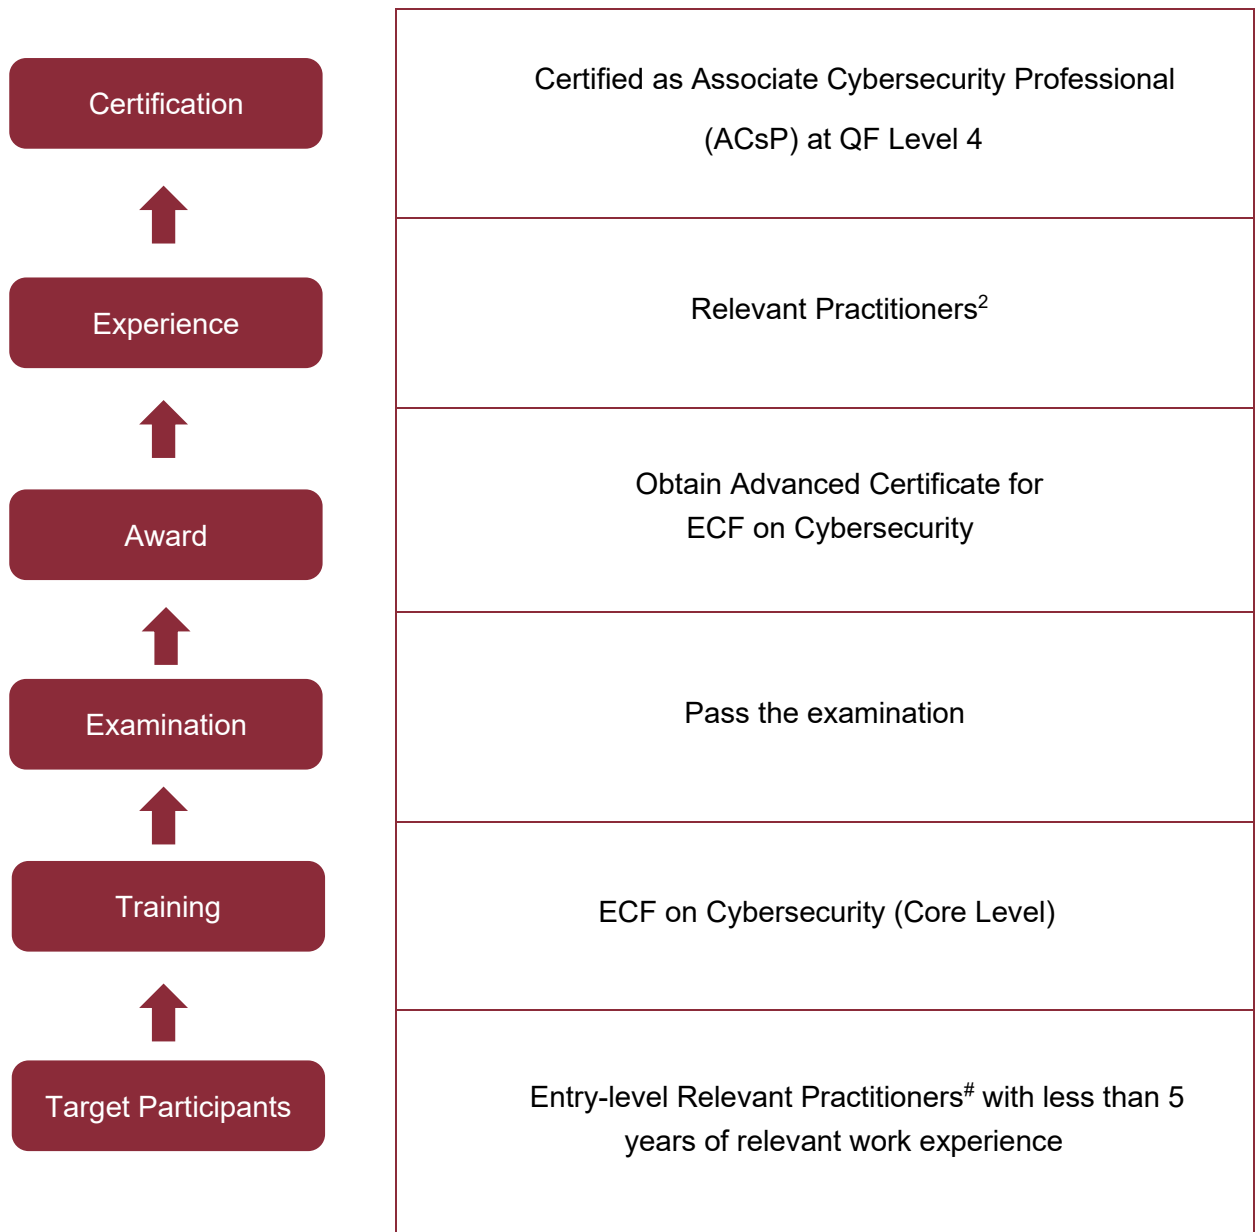 Certification
Certified as Associate Cybersecurity Professional
(ACsP) at QF Level 4
Experience
Relevant Practitioners2
Award
Obtain Advanced Certificate for
ECF on Cybersecurity
Examination
Pass the examination
Training
ECF on Cybersecurity (Core Level)
Target Participants
Entry-level Relevant Practitioners# with less than 5
years of relevant work experience